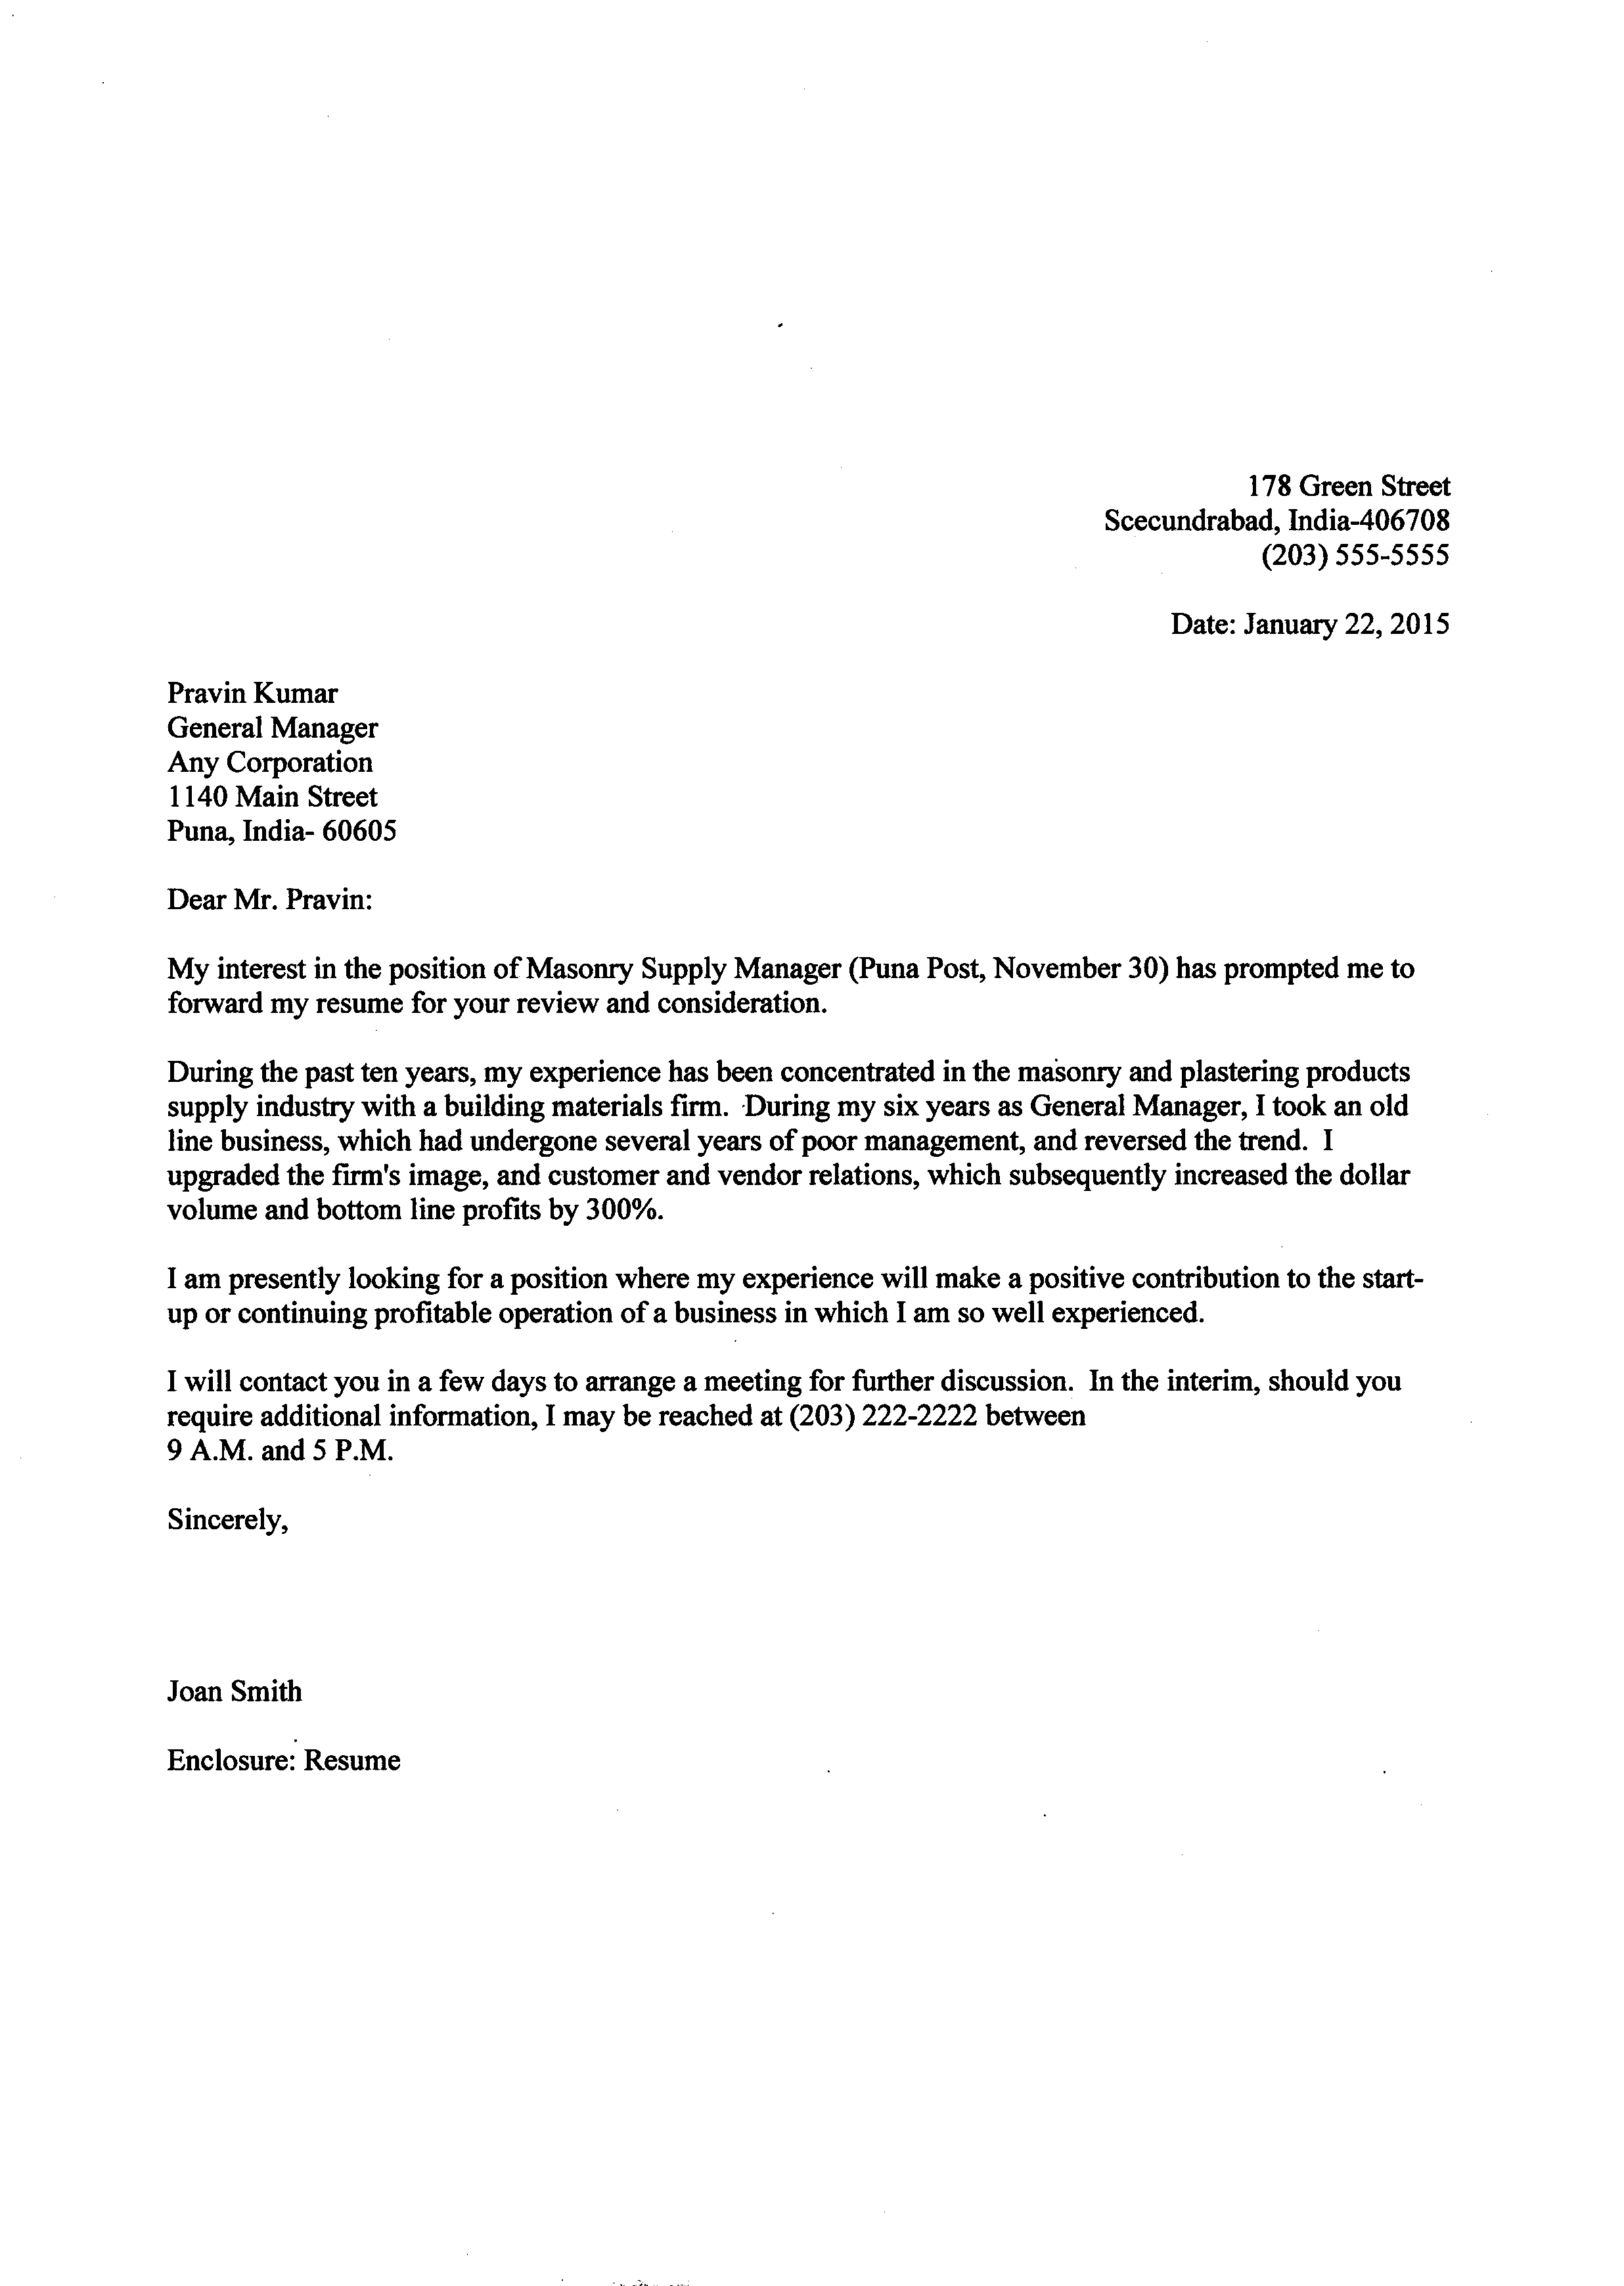 178 Green Street
Scecundrabad, India-406708
(203) 555-5555
Date: January 22, 2015
Pravin Kumar
General Manager
Any Corporation
1140 Main Street
Puna, India- 60605
Dear Mr. Pravin:
My interest in the position of Masonry Supply Manager (Puna Post, November 30) has prompted me to
forward my resume for your review and consideration.
During the past ten years, my experience has been concentrated in the masonry and plastering products
supply industry with a building materials firm. During my six years as General Manager, I took an old
line business, which had undergone several years of poor management, and reversed the trend. I
upgraded the firm's image, and customer and vendor relations, which subsequently increased the dollar
volume and bottom line profits by 300%.
I am presently looking for a position where my experience will make a positive contribution to the start-
up or continuing profitable operation of a business in which I am so well experienced.
I will contact you in a few days to arrange a meeting for further discussion. In the interim, should you
require additional information, I may be reached at (203) 222-2222 between
9 A.M. and 5 P.M.
Sincerely,
Joan Smith
Enclosure: Resume